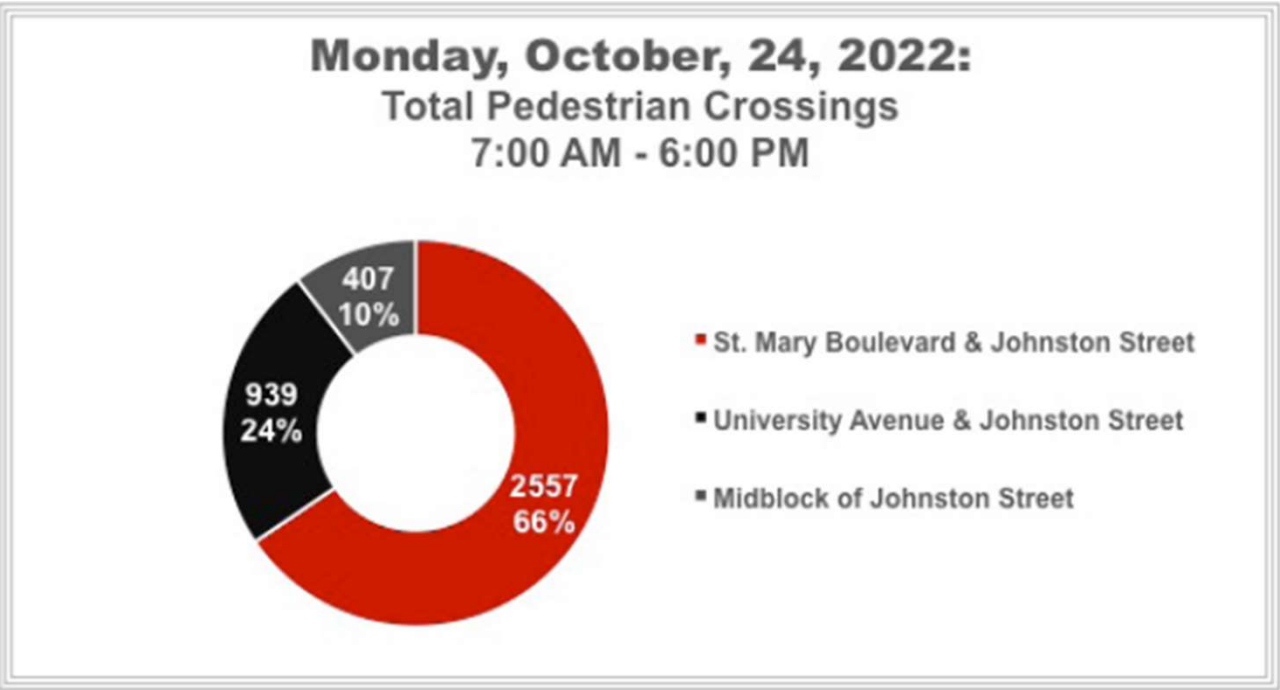 Monday, October, 24, 2022:
Total Pedestrian Crossings
7:00 AM - 6:00 PM
407
10%
939
24%
2557
66%
St. Mary Boulevard & Johnston Street
University Avenue & Johnston Street
Midblock of Johnston Street